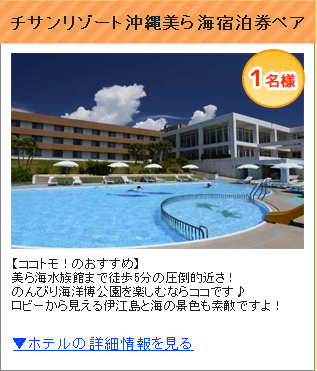 チサンリゾート沖縄美ら海宿泊券ペア
1名様
【ココトモ！のおすすめ】
美ら海水族館まで徒歩5分の圧倒的近さ！
のんびり海洋博公園を楽しむならココです♪
ロビーから見える伊江島と海の景色も素敵ですよ！
▼ホテルの詳細情報を見る